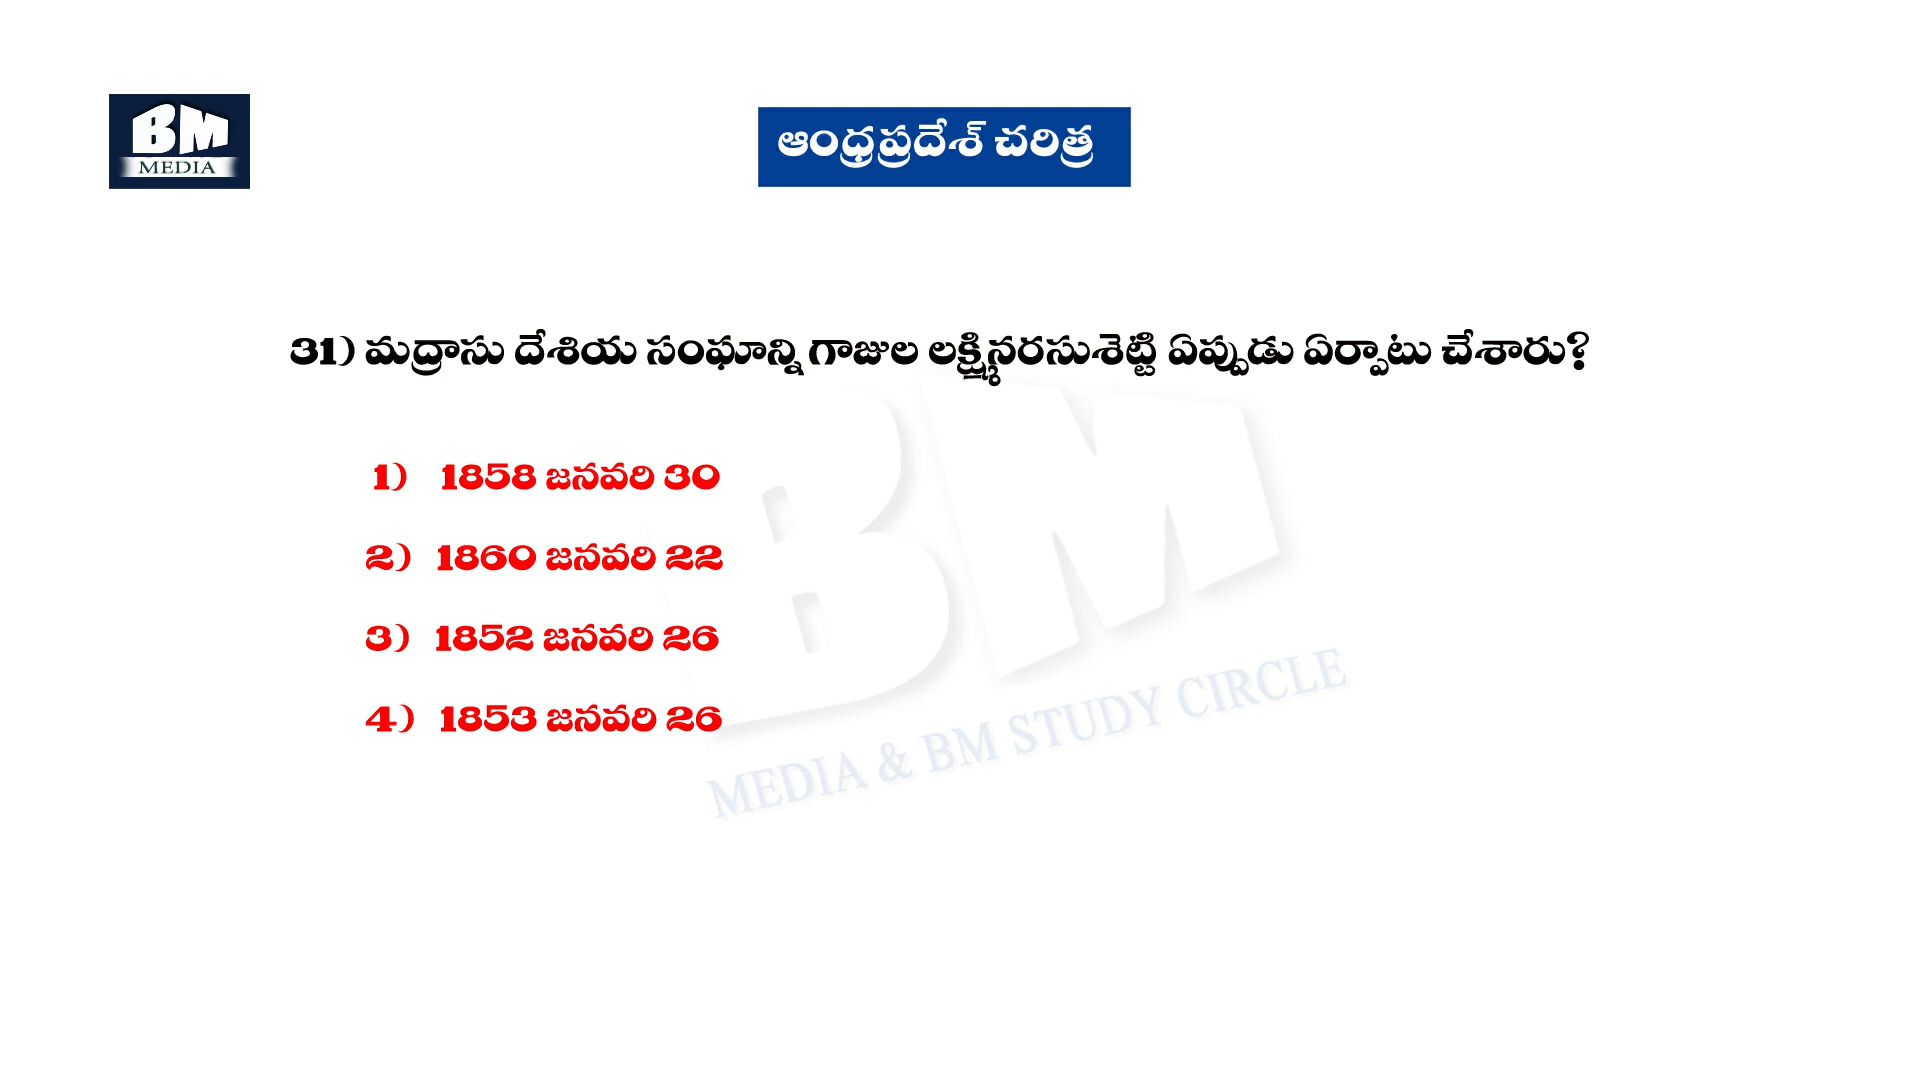 BM
MEDIA
ఆంధ్రప్రదేశ్ చరిత్ర
31) మద్రాసు దేశియ సంఘాన్ని గాజుల లక్ష్మినరసుశెట్టి ఏప్పుడు ఏర్పాటు చేశారు?
1) 1858 జనవరి 30
2) 1860 జనవరి 22
3) 1852 జనవరి 26
4) 1853 జనవరి 26
BM
MEDIA & BM STUDY CIRCLE